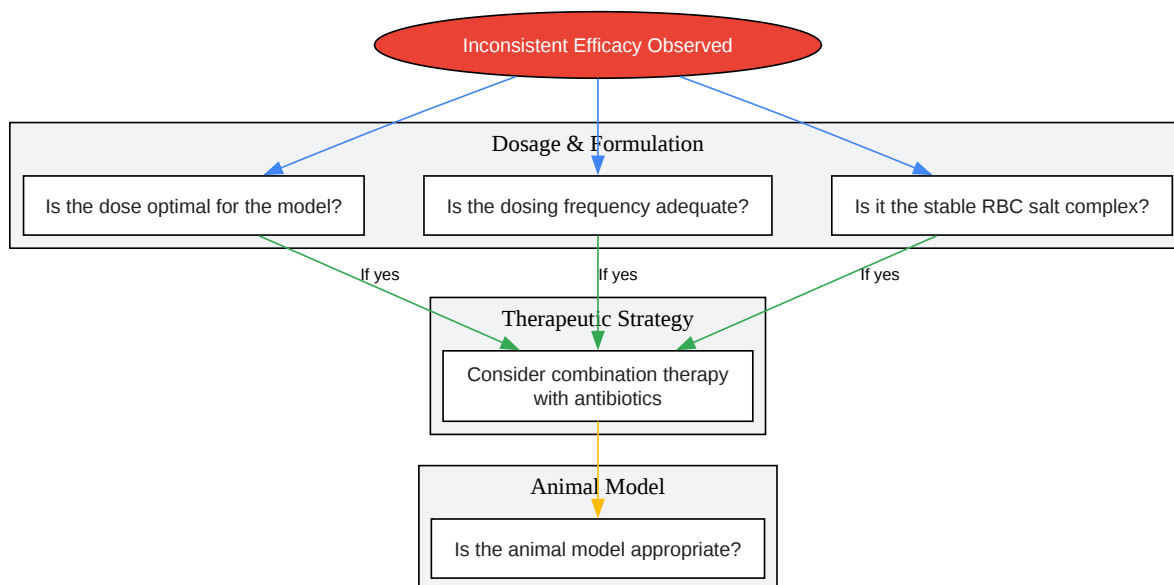 Inconsistent Efficacy Observed
Dosage & Formulation
Is the dose optimal for the model?
Is the dosing frequency adequate?
Is it the stable RBC salt complex?
If yes
If yes
If yes
Therapeutic Strategy
Consider combination therapy
with antibiotics
Animal Model
Is the animal model appropriate?